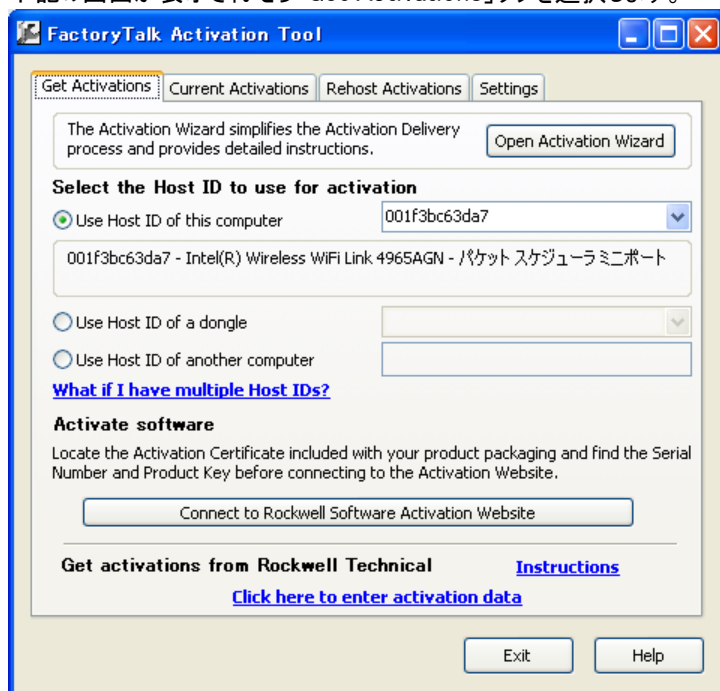 FactoryTalk Activation Tool
Get Activations
Current Activations
Rehost Activations
Settings
The Activation Wizard simplifies the Activation Delivery
process and provides detailed instructions.
Open Activation Wizard
Select the Host ID to use for activation
Use Host ID of this computer
001f3bc63da7
001f3bc63da7 - Intel(R) Wireless WiFi Link 4965AGN - パケット スケジューラ ミニポート
Use Host ID of a dongle
Use Host ID of another computer
What if I have multiple Host IDs?
Activate software
Locate the Activation Certificate included with your product packaging and find the Serial
Number and Product Key before connecting to the Activation Website.
Connect to Rockwell Software Activation Website
Get activations from Rockwell Technical
Instructions
Click here to enter activation data
Exit
Help